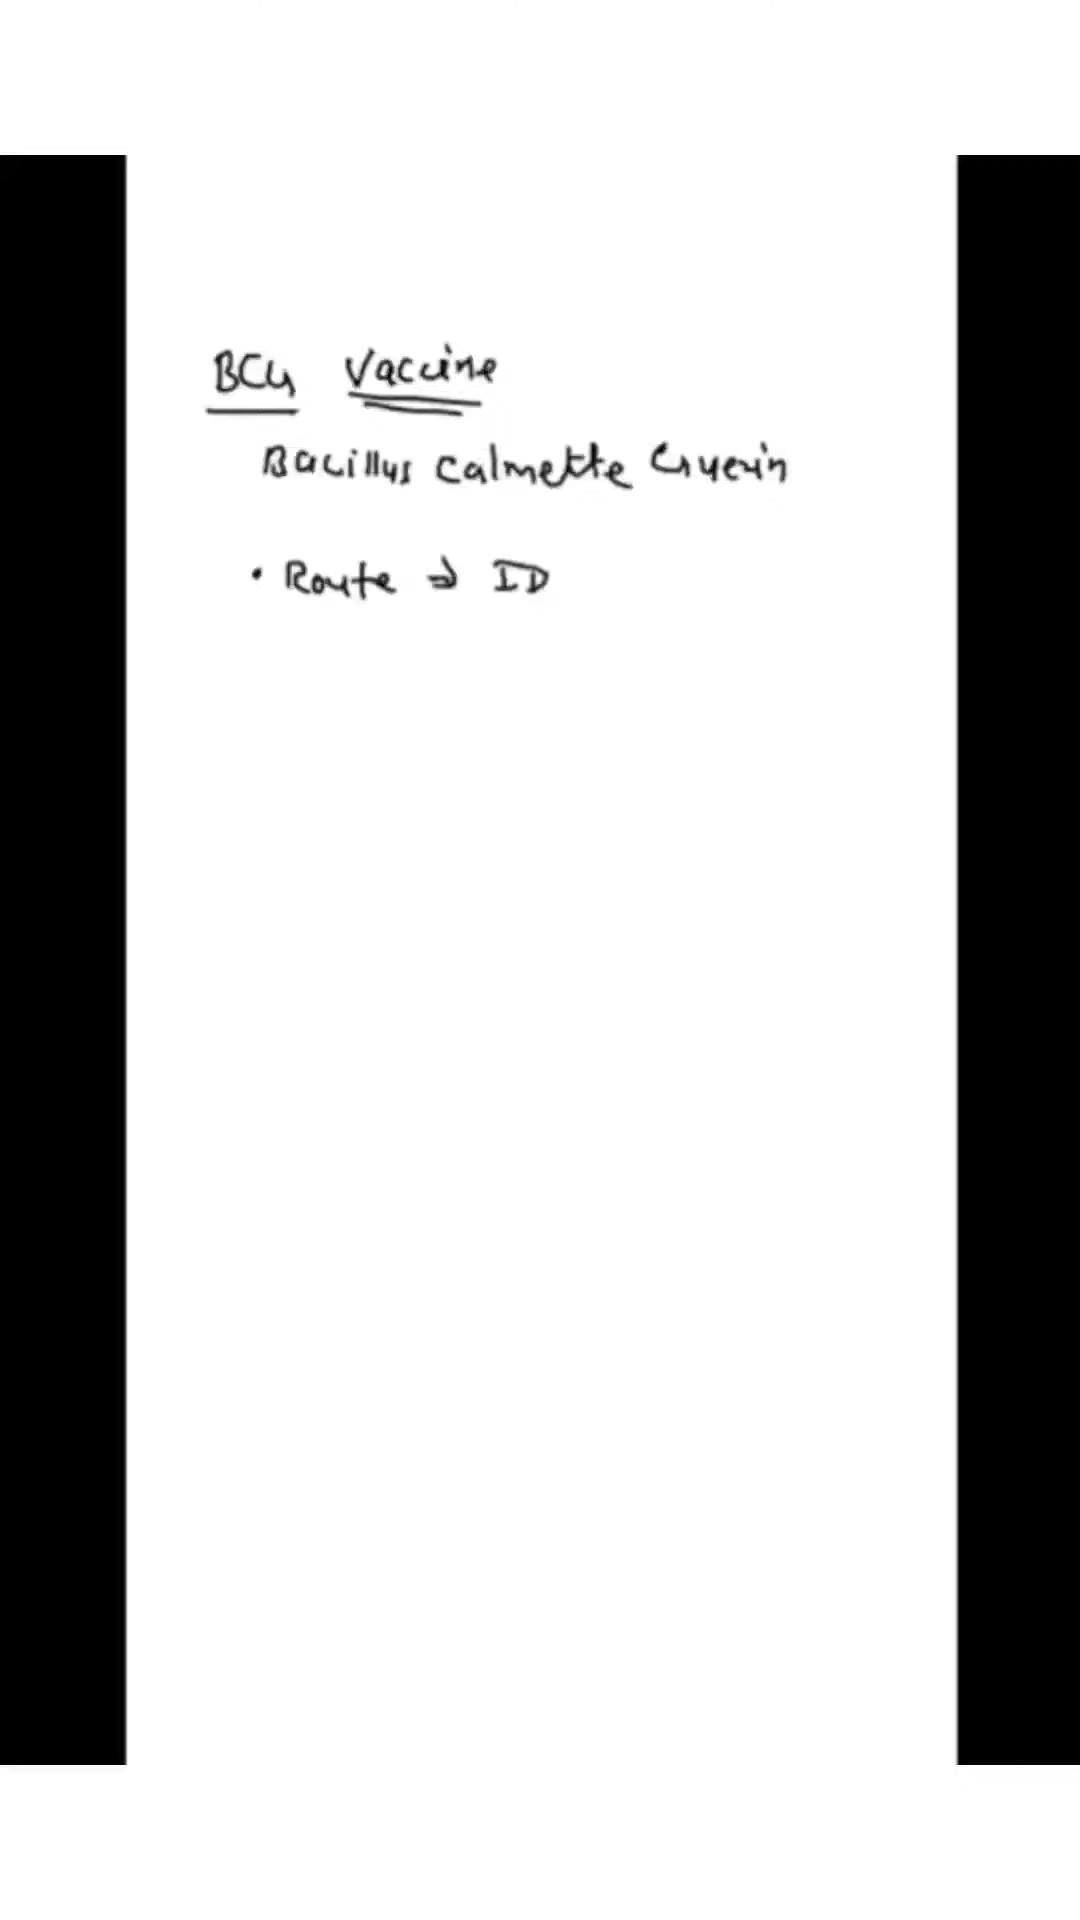 BCG Vaccine
Bacillus Calmette Guerin
• Route ⇒ ID